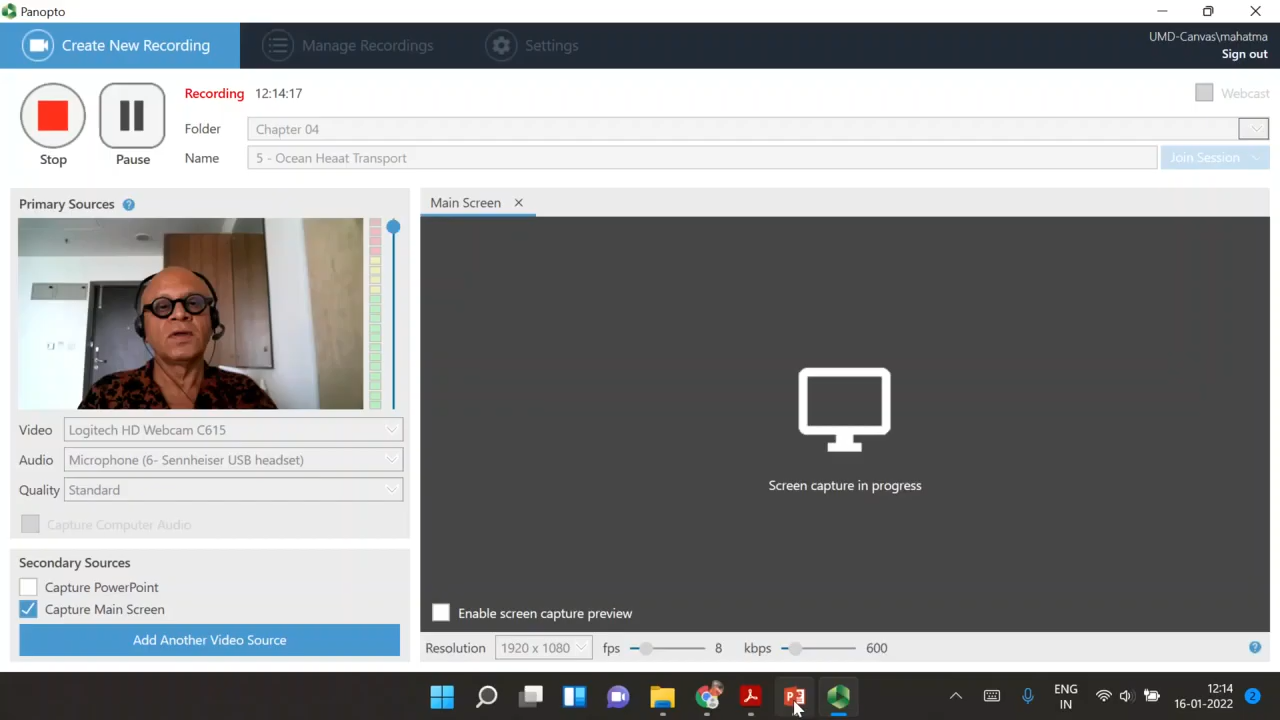 Panopto
Create New Recording
Manage Recordings
Settings
UMD-Canvas\mahatma
Sign out
Recording 12:14:17
Webcast
Folder Chapter 04
Name 5 - Ocean Heaat Transport
Join Session
Stop
Pause
Primary Sources ?
Main Screen
Video Logitech HD Webcam C615
Audio Microphone (6- Sennheiser USB headset)
Quality Standard
Capture Computer Audio
Screen capture in progress
Secondary Sources
Capture PowerPoint
Capture Main Screen
Add Another Video Source
Enable screen capture preview
Resolution 1920 x 1080 fps 8 kbps 600 ?
ENG
IN
12:14
16-01-2022
2